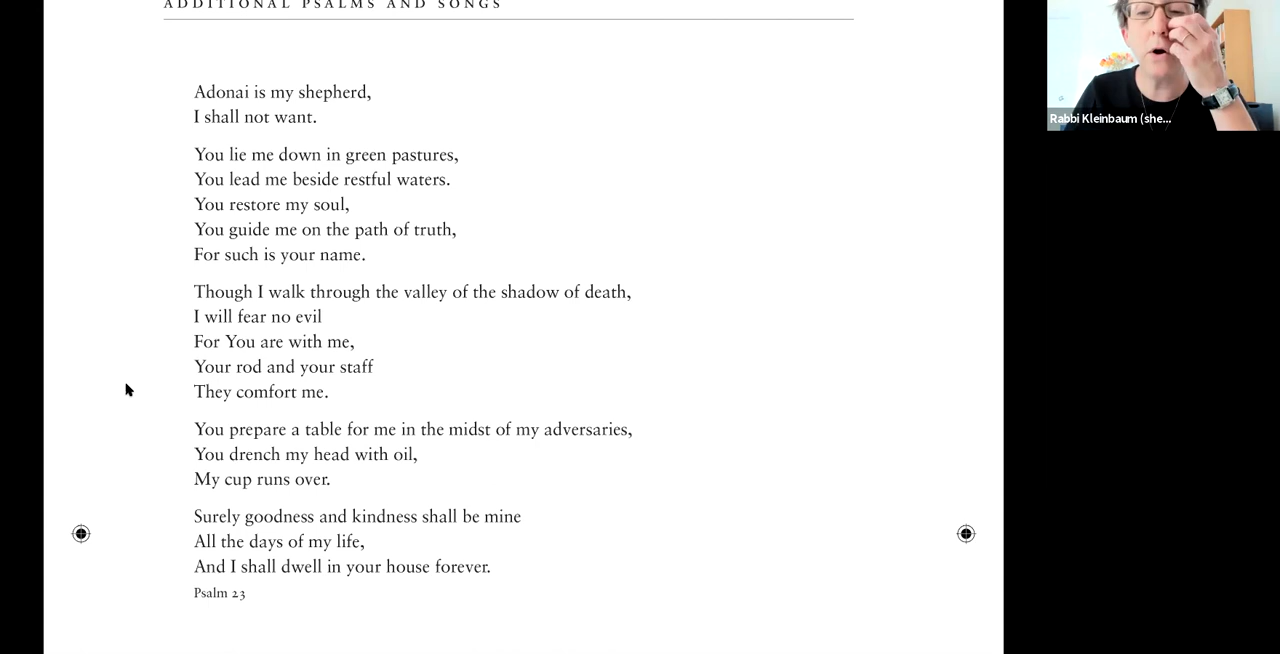 ADDITIONAL PSALMS AND SONGS
Adonai is my shepherd,
I shall not want.
You lie me down in green pastures,
You lead me beside restful waters.
You restore my soul,
You guide me on the path of truth,
For such is your name.
Though I walk through the valley of the shadow of death,
I will fear no evil
For You are with me,
Your rod and your staff
They comfort me.
You prepare a table for me in the midst of my adversaries,
You drench my head with oil,
My cup runs over.
Surely goodness and kindness shall be mine
All the days of my life,
And I shall dwell in your house forever.
Psalm 23
Rabbi Kleinbaum (she...